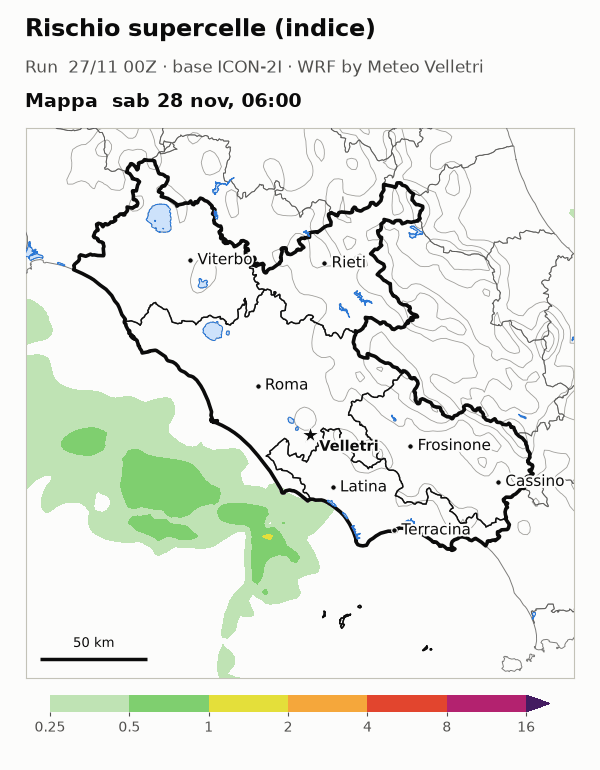 Rischio supercelle (indice)
Run 27/11 00Z · base ICON-2I · WRF by Meteo Velletri
Mappa sab 28 nov, 06:00
Viterbo
Rieti
Roma
Velletri
Frosinone
Latina
Cassino
Terracina
50 km
0.25 0.5 1 2 4 8 16